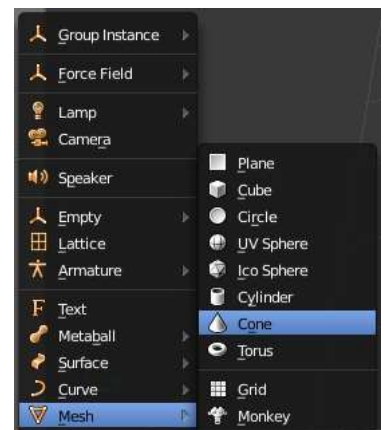 Group Instance
Force Field
Lamp
Camera
Speaker
Empty
Lattice
Armature
Text
Metaball
Surface
Curve
Mesh
Plane
Cube
Circle
UV Sphere
Ico Sphere
Cylinder
Cone
Torus
Grid
Monkey